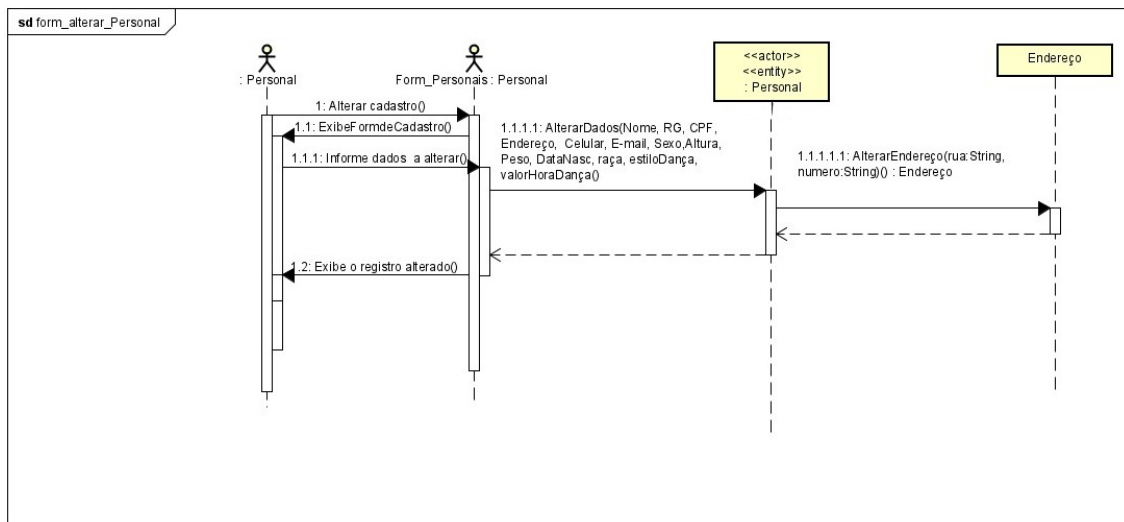 sd form_alterar_Personal
: Personal
Form_Personais : Personal
<<actor>>
<<entity>>
: Personal
Endereço
1: Alterar cadastro()
1.1: ExibeFormdeCadastro()
1.1.1: Informe dados a alterar()
1.1.1.1: AlterarDados(Nome, RG, CPF,
Endereço, Celular, E-mail, Sexo,Altura,
Peso, DataNasc, raça, estiloDança,
valorHoraDança()
1.1.1.1.1: AlterarEndereço(rua:String,
numero:String)() : Endereço
1.2: Exibe o registro alterado()